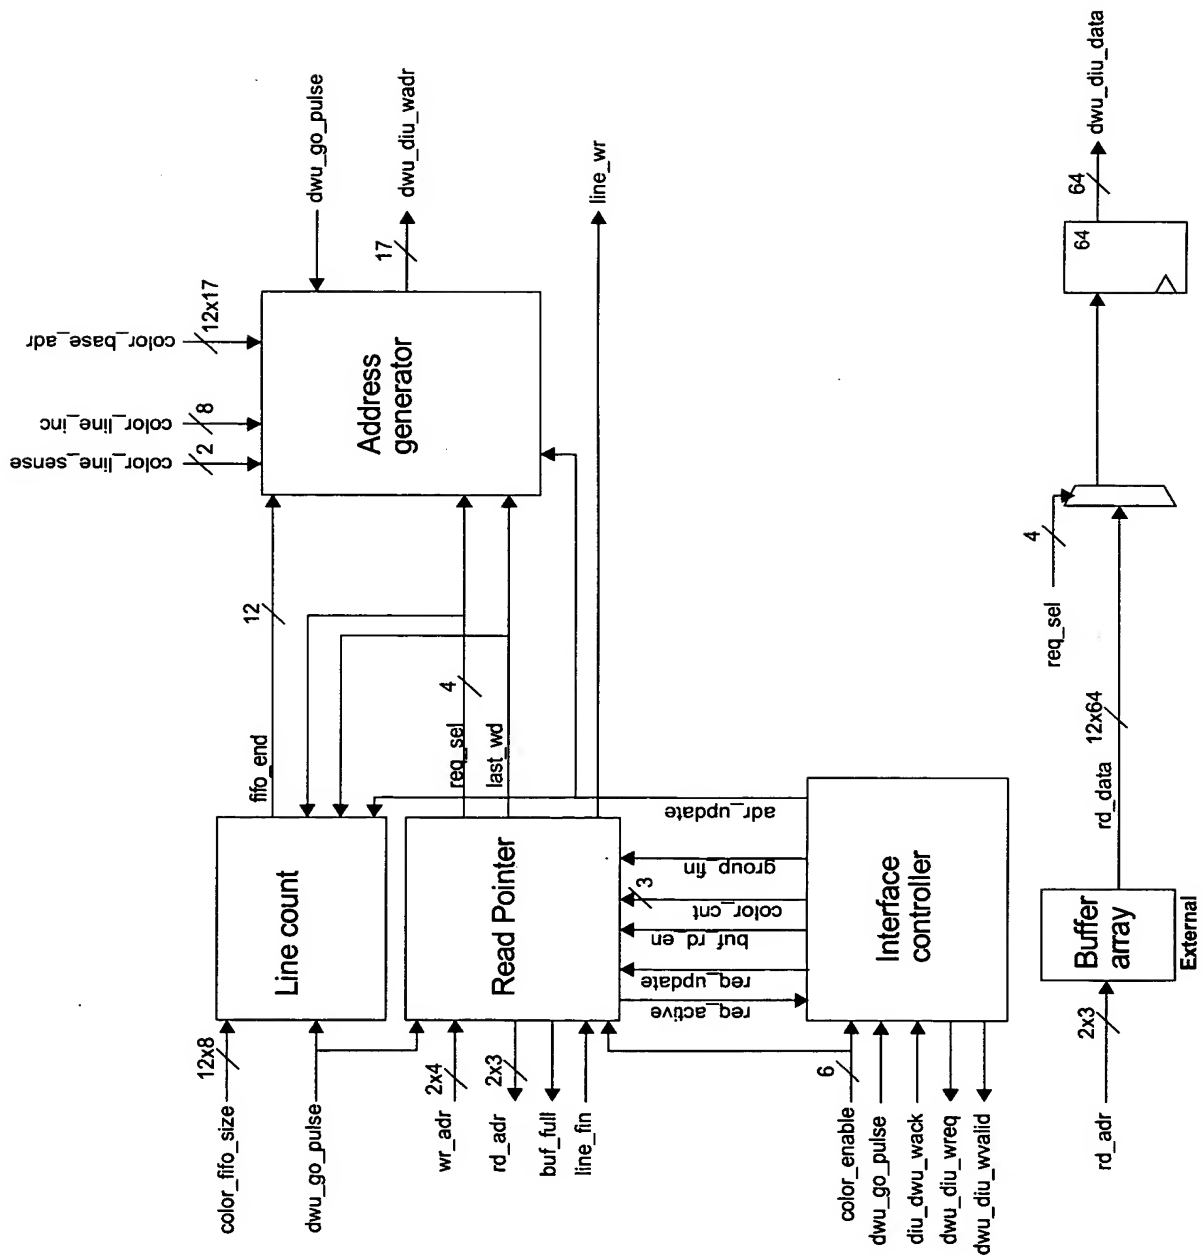 color_fifo_size
12x8
dwu_go_pulse
Line count
fifo_end
12
color_line_sense
2
color_line_inc
8
color_base_adr
12x17
Address
generator
dwu_go_pulse
17
dwu_diu_wadr
wr_adr
2x4
rd_adr
2x3
buf_full
line_fin
Read Pointer
req_sel
4
last_wd
line_wr
req_active
req_update
buf_rd_en
color_cnt
3
group_fin
adr_update
color_enable
6
dwu_go_pulse
diu_dwu_wack
dwu_diu_wreq
dwu_diu_wvalid
Interface
controller
rd_adr
2x3
Buffer
array
External
rd_data
12x64
req_sel
4
64
64
dwu_diu_data